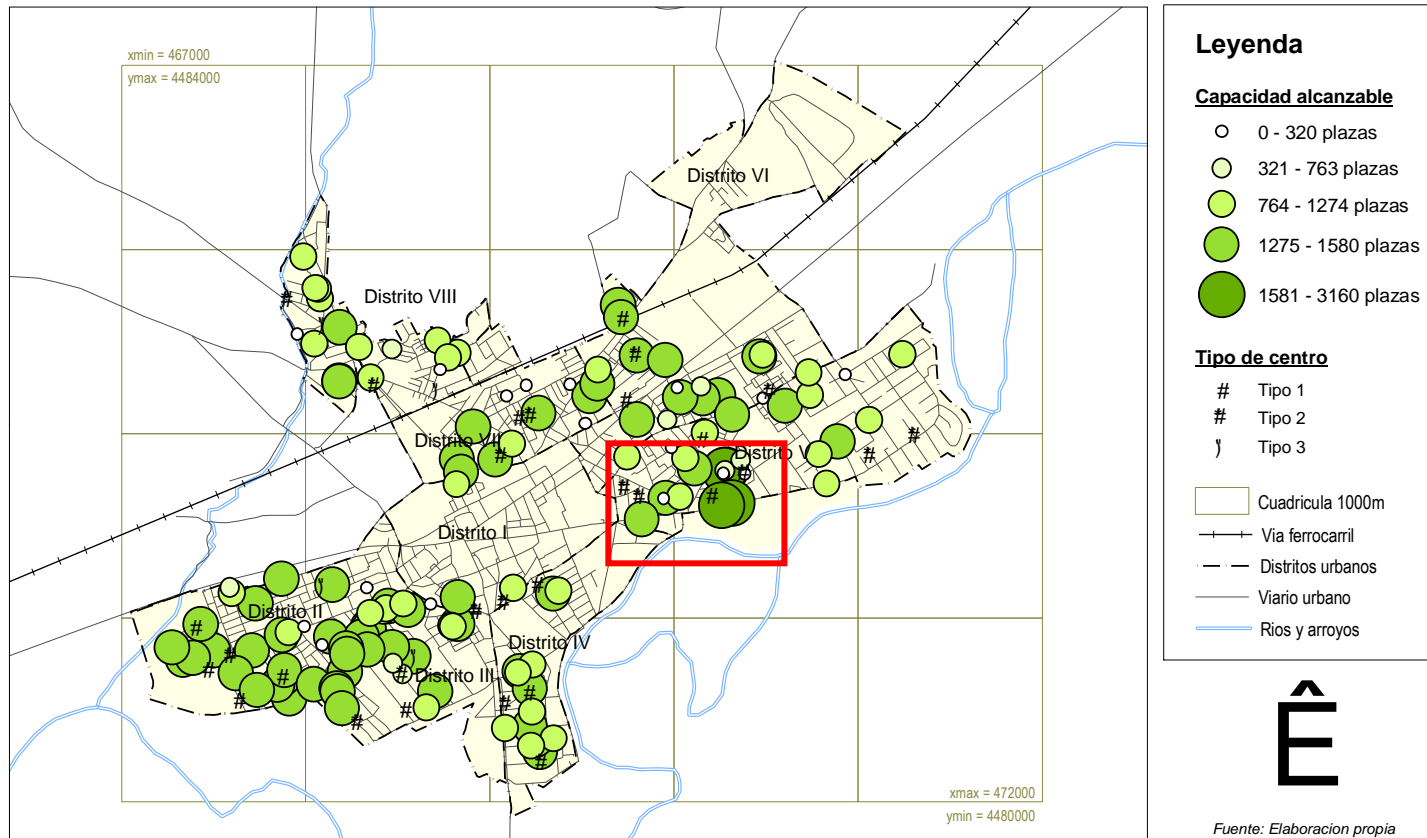 xmin = 467000
ymax = 4484000
Distrito VI
Distrito VIII
Distrito VII
Distrito V
Distrito I
Distrito II
Distrito IV
Distrito III
xmax = 472000
ymin = 4480000
Leyenda
Capacidad alcanzable
0 - 320 plazas
321 - 763 plazas
764 - 1274 plazas
1275 - 1580 plazas
1581 - 3160 plazas
Tipo de centro
# Tipo 1
# Tipo 2
Tipo 3
Cuadricula 1000m
Via ferrocarril
Distritos urbanos
Viario urbano
Rios y arroyos
Ê
Fuente: Elaboracion propia